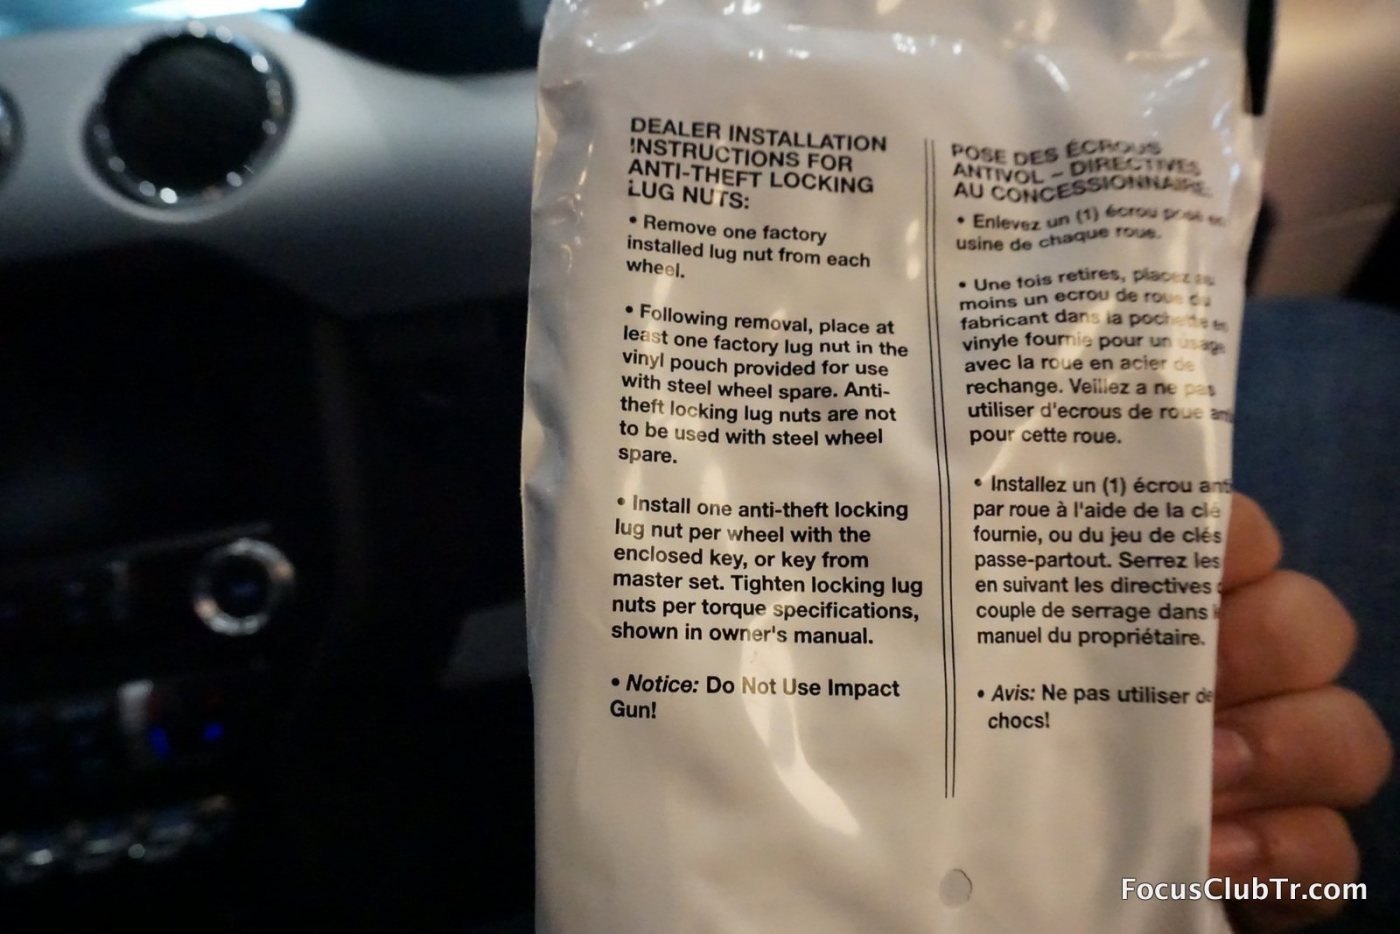 DEALER INSTALLATION
INSTRUCTIONS FOR
ANTI-THEFT LOCKING
LUG NUTS:
• Remove one factory
installed lug nut from each
wheel.
• Following removal, place at
least one factory lug nut in the
vinyl pouch provided for use
with steel wheel spare. Anti-
theft locking lug nuts are not
to be used with steel wheel
spare.
• Install one anti-theft locking
lug nut per wheel with the
enclosed key, or key from
master set. Tighten locking lug
nuts per torque specifications,
shown in owner's manual.
• Notice: Do Not Use Impact
Gun!
POSE DES ÉCROUS
ANTIVOL – DIRECTIVES
AU CONCESSIONNAIRE:
• Enlevez un (1) écrou posé en
usine de chaque roue.
• Une fois retires, placez au
moins un ecrou de roue du
fabricant dans la pochette en
vinyle fournie pour un usage
avec la roue en acier de
rechange. Veillez a ne pas
utiliser d'ecrous de roue
pour cette roue.
• Installez un (1) écrou
par roue à l'aide de la clé
fournie, ou du jeu de clés
passe-partout. Serrez les
en suivant les directives
couple de serrage dans
manuel du propriétaire.
• Avis: Ne pas utiliser de
chocs!
FocusClubTr.com